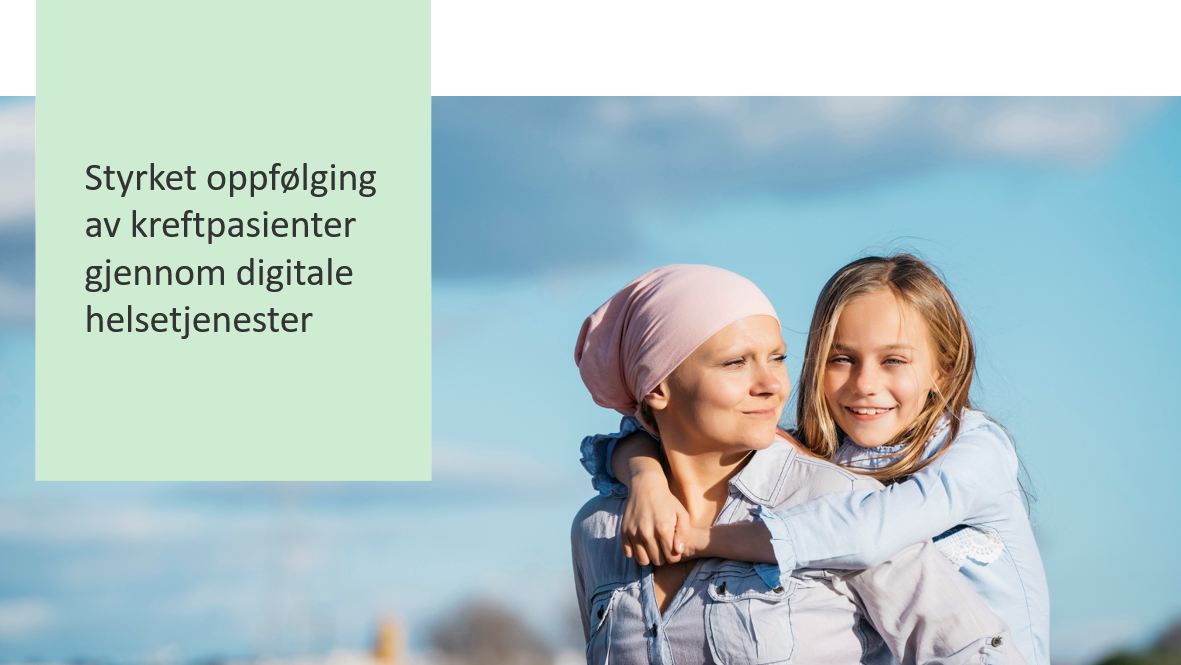 Styrket oppfølging
av kreftpasienter
gjennom digitale
helsetjenester